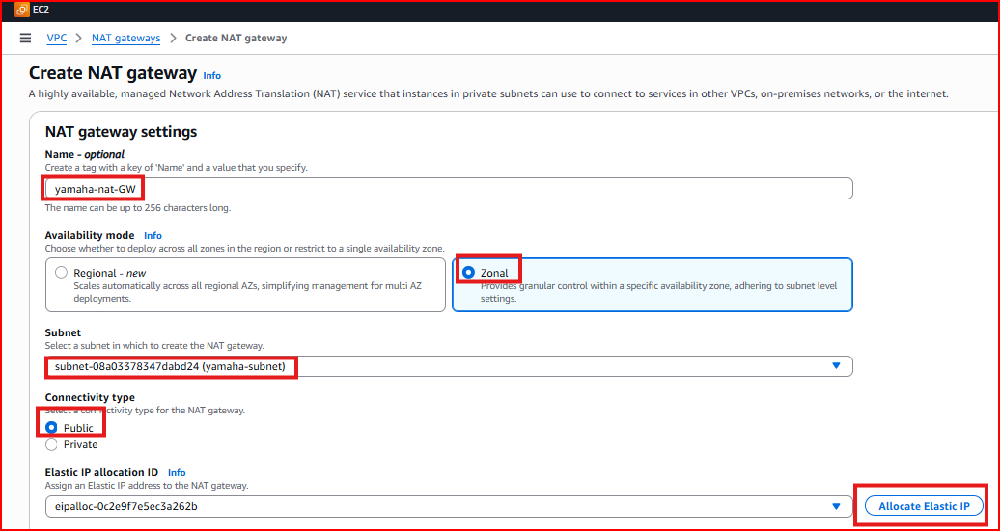 EC2
VPC > NAT gateways > Create NAT gateway
Create NAT gateway Info
A highly available, managed Network Address Translation (NAT) service that instances in private subnets can use to connect to services in other VPCs, on-premises networks, or the internet.
NAT gateway settings
Name - optional
Create a tag with a key of 'Name' and a value that you specify.
yamaha-nat-GW
The name can be up to 256 characters long.
Availability mode Info
Choose whether to deploy across all zones in the region or restrict to a single availability zone.
Regional - new
Scales automatically across all regional AZs, simplifying management for multi AZ
deployments.
Zonal
Provides granular control within a specific availability zone, adhering to subnet level
settings.
Subnet
Select a subnet in which to create the NAT gateway.
subnet-08a03378347dabd24 (yamaha-subnet)
Connectivity type
Select a connectivity type for the NAT gateway.
Public
Private
Elastic IP allocation ID Info
Assign an Elastic IP address to the NAT gateway.
eipalloc-0c2e9f7e5ec3a262b
Allocate Elastic IP